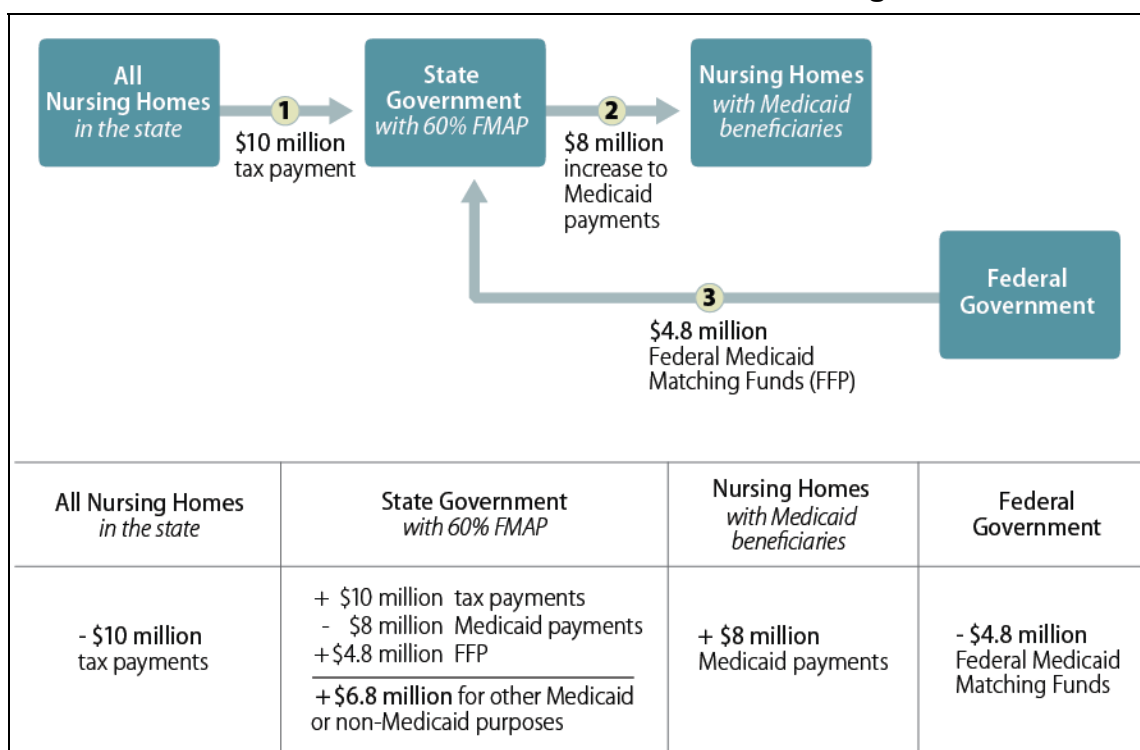 All
Nursing Homes
in the state
1
$10 million
tax payment
State
Government
with 60% FMAP
2
$8 million
increase to
Medicaid
payments
Nursing Homes
with Medicaid
beneficiaries
Federal
Government
3
$4.8 million
Federal Medicaid
Matching Funds (FFP)
All Nursing Homes
in the state
State Government
with 60% FMAP
Nursing Homes
with Medicaid
beneficiaries
Federal
Government
- $10 million
tax payments
+ $10 million tax payments
- $8 million Medicaid payments
+$4.8 million FFP
+$6.8 million for other Medicaid
or non-Medicaid purposes
+ $8 million
Medicaid payments
- $4.8 million
Federal Medicaid
Matching Funds